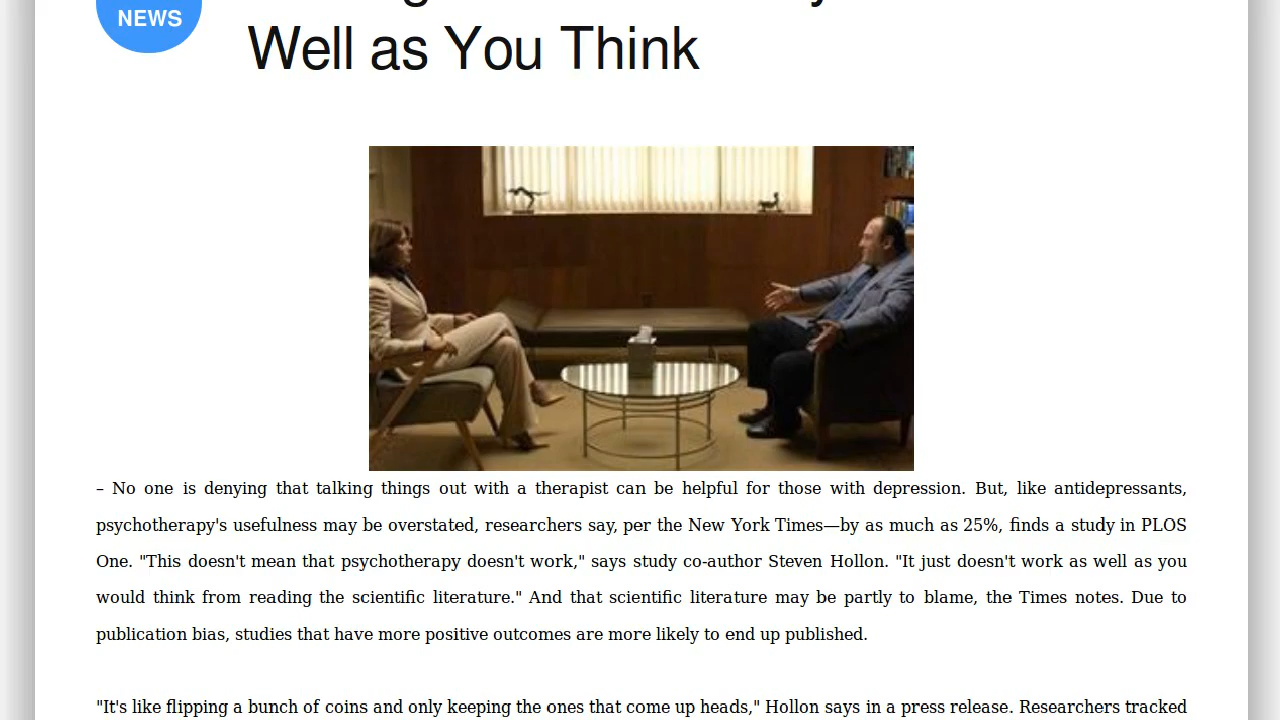 NEWS
Well as You Think
– No one is denying that talking things out with a therapist can be helpful for those with depression. But, like antidepressants,
psychotherapy's usefulness may be overstated, researchers say, per the New York Times—by as much as 25%, finds a study in PLOS
One. "This doesn't mean that psychotherapy doesn't work," says study co-author Steven Hollon. "It just doesn't work as well as you
would think from reading the scientific literature." And that scientific literature may be partly to blame, the Times notes. Due to
publication bias, studies that have more positive outcomes are more likely to end up published.
"It's like flipping a bunch of coins and only keeping the ones that come up heads," Hollon says in a press release. Researchers tracked